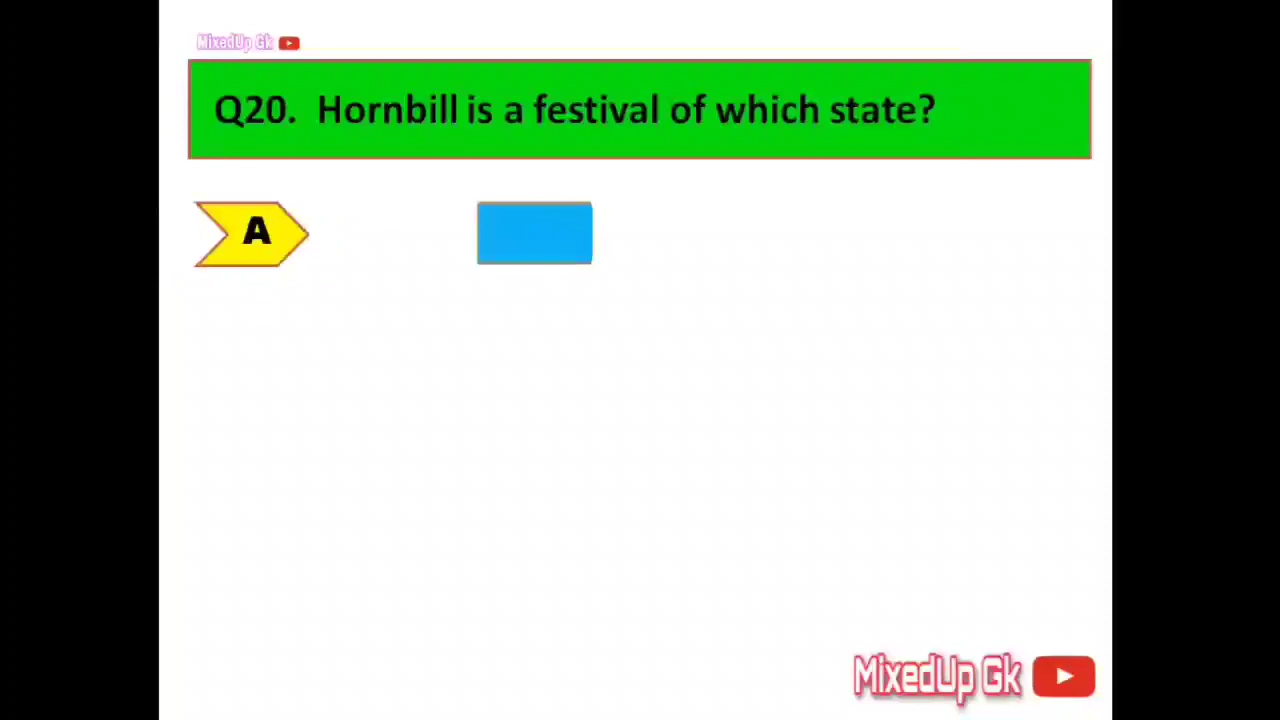 MixedUp Gk
Q20. Hornbill is a festival of which state?
A
MixedUp Gk